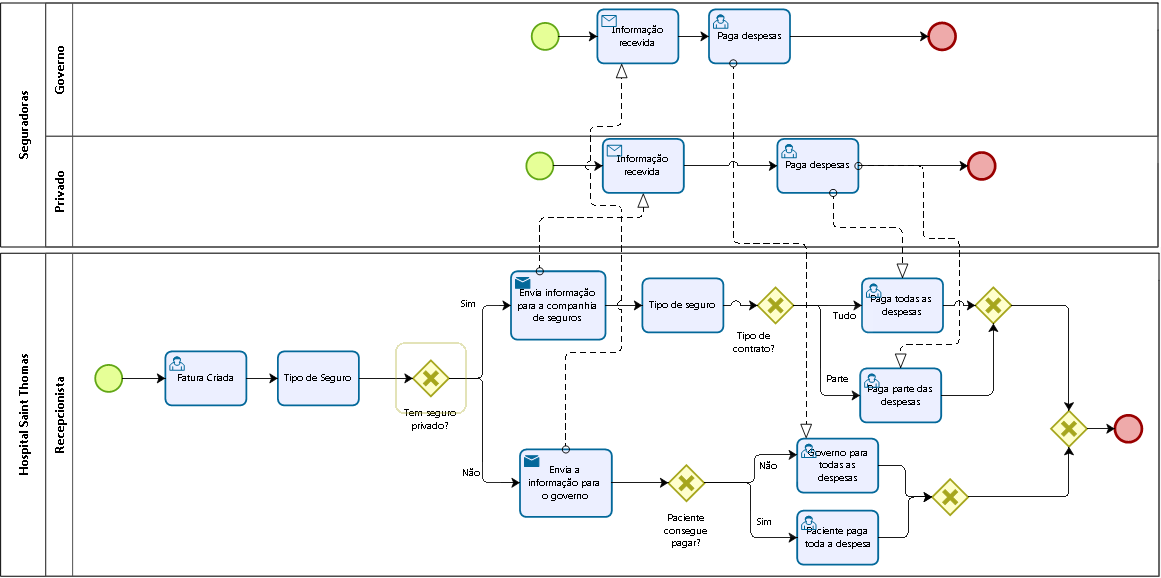 Seguradoras
Governo
Informação
recebida
Paga despesas
Privado
Informação
recevida
Paga despesas
Hospital Saint Thomas
Recepcionista
Fatura Criada
Tipo de Seguro
Tem seguro
privado?
Sim
Envia informação
para a companhia
de seguros
Tipo de seguro
Tipo de
contrato?
Tudo
Paga todas as
despesas
Parte
Paga parte das
despesas
Não
Envia a
informação para
o governo
Paciente
consegue
pagar?
Não
Governo para
todas as
despesas
Sim
Paciente paga
toda a despesa